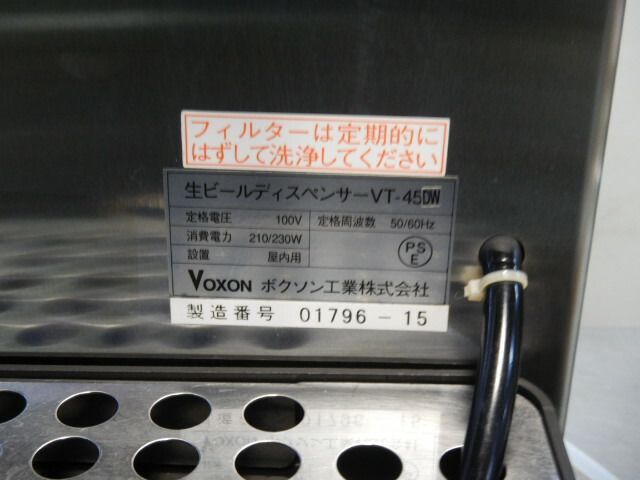 フィルターは定期的に
はずして洗浄してください
生ビールディスペンサーVT-45DW
定格電圧 100V 定格周波数 50/60Hz
消費電力 210/230W
設置 屋内用
PS
E
VOXON ボクソン工業株式会社
製造番号 01796-15